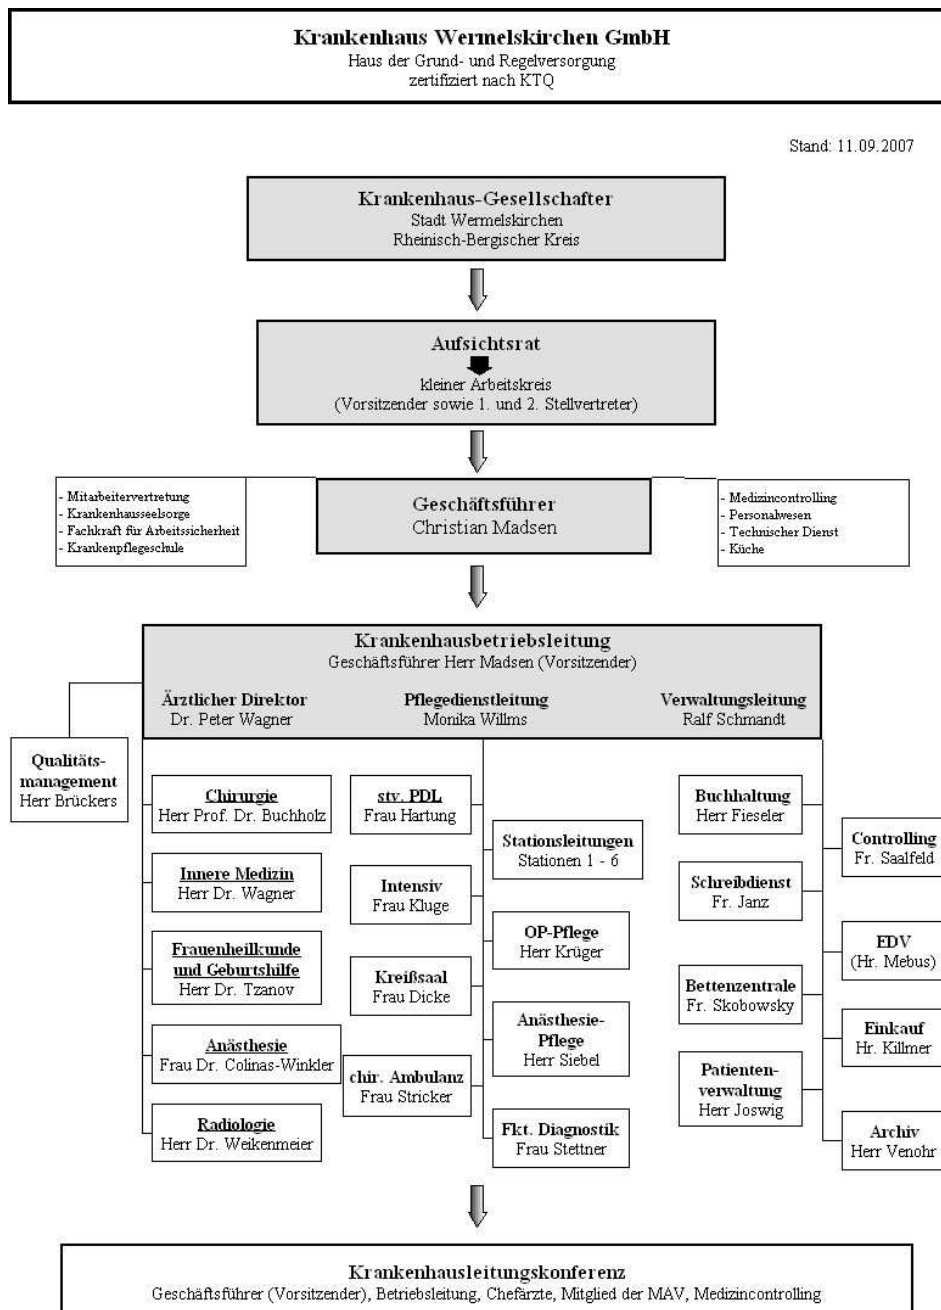 Krankenhaus Wermelskirchen GmbH
Haus der Grund- und Regelversorgung
zertifiziert nach KTQ
Stand: 11.09.2007
Krankenhaus-Gesellschafter
Stadt Wermelskirchen
Rheinisch-Bergischer Kreis
Aufsichtsrat
kleiner Arbeitskreis
(Vorsitzender sowie 1. und 2. Stellvertreter)
- Mitarbeitervertretung
- Krankenhausseelsorge
- Fachkraft für Arbeitssicherheit
- Krankenpflegeschule
Geschäftsführer
Christian Madsen
- Medizincontrolling
- Personalwesen
- Technischer Dienst
- Küche
Krankenhausbetriebsleitung
Geschäftsführer Herr Madsen (Vorsitzender)
Ärztlicher Direktor
Dr. Peter Wagner
Pflegedienstleitung
Monika Willms
Verwaltungsleitung
Ralf Schmandt
Qualitäts-
management
Herr Brückers
Chirurgie
Herr Prof. Dr. Buchholz
Innere Medizin
Herr Dr. Wagner
Frauenheilkunde
und Geburtshilfe
Herr Dr. Tzanov
Anästhesie
Frau Dr. Colinas-Winkler
Radiologie
Herr Dr. Weikenmeier
stv. PDL
Frau Hartung
Stationsleitungen
Stationen 1 - 6
Intensiv
Frau Kluge
OP-Pflege
Herr Krüger
Kreißsaal
Frau Dicke
Anästhesie-
Pflege
Herr Siebel
chir. Ambulanz
Frau Stricker
Fkt. Diagnostik
Frau Stettner
Buchhaltung
Herr Fieseler
Controlling
Fr. Saalfeld
Schreibdienst
Fr. Janz
EDV
(Hr. Mebus)
Bettenzentrale
Fr. Skobowsky
Einkauf
Hr. Killmer
Patienten-
verwaltung
Herr Joswig
Archiv
Herr Venohr
Krankenhausleitungskonferenz
Geschäftsführer (Vorsitzender), Betriebsleitung, Chefärzte, Mitglied der MAV, Medizincontrolling